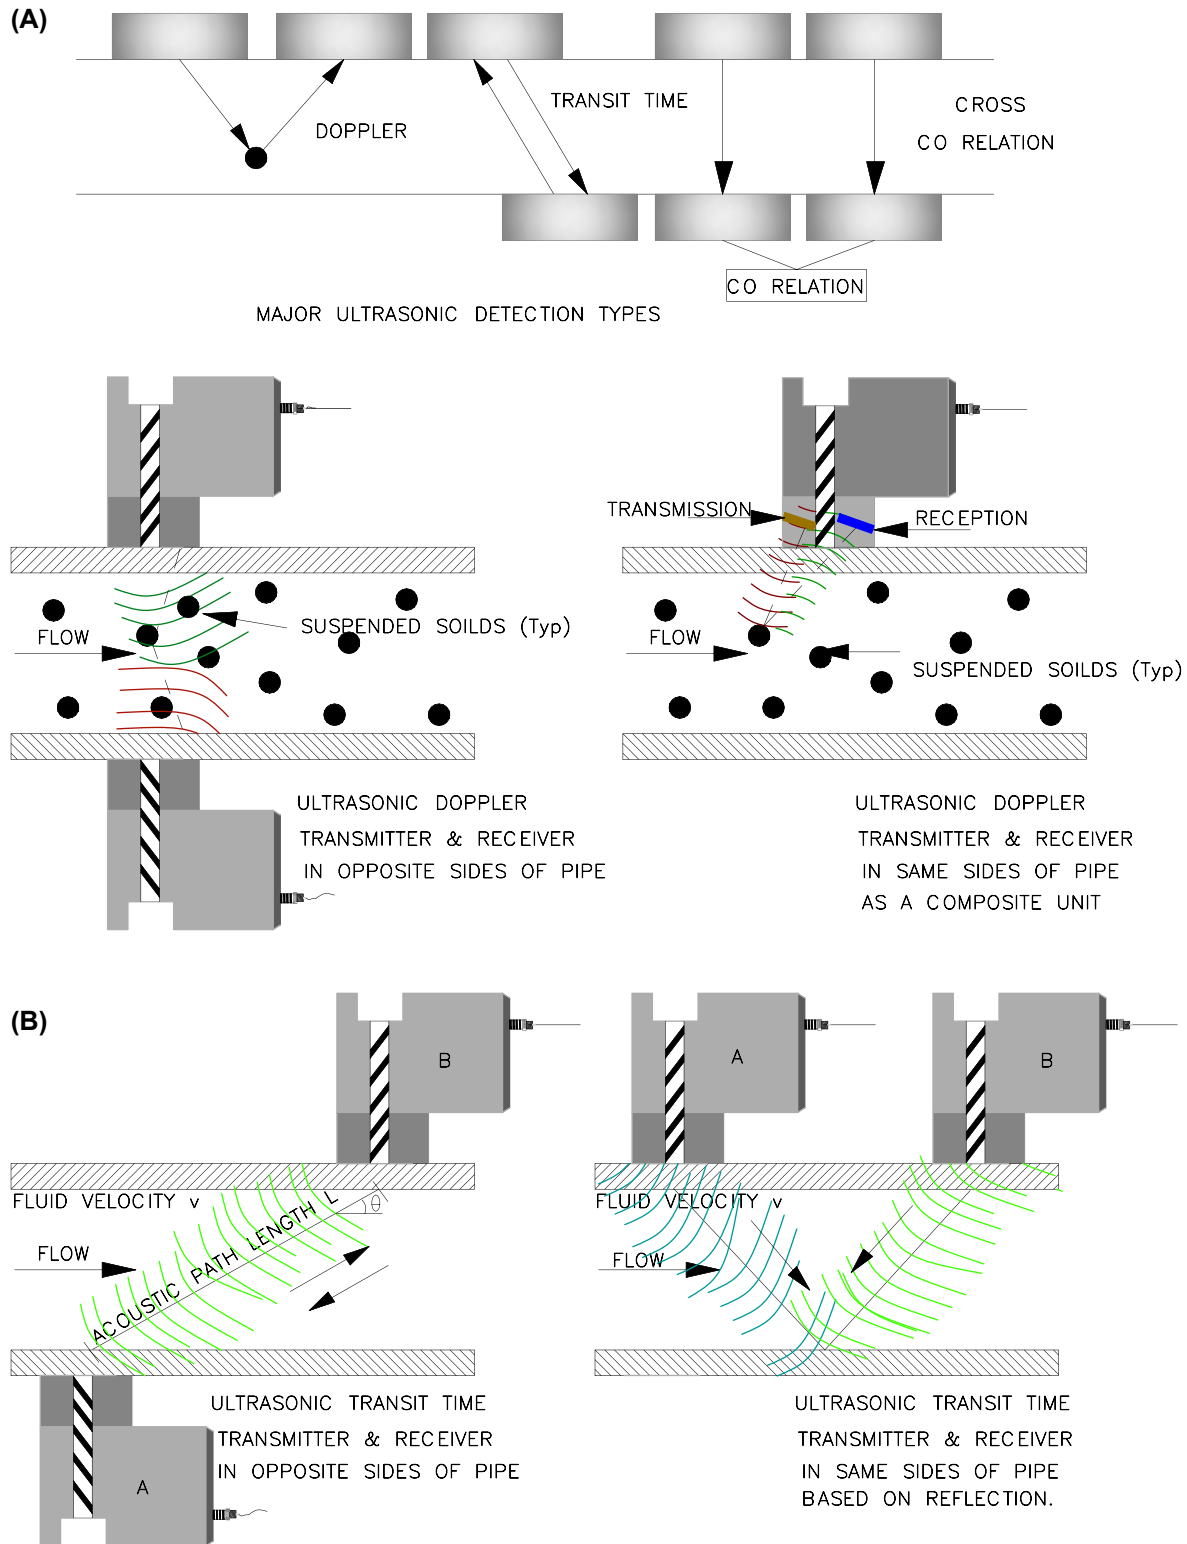 (A)
DOPPLER
TRANSIT TIME
CROSS
CO RELATION
CO RELATION
MAJOR ULTRASONIC DETECTION TYPES
FLOW
SUSPENDED SOILDS (Typ)
ULTRASONIC DOPPLER
TRANSMITTER & RECEIVER
IN OPPOSITE SIDES OF PIPE
TRANSMISSION
RECEPTION
FLOW
SUSPENDED SOILDS (Typ)
ULTRASONIC DOPPLER
TRANSMITTER & RECEIVER
IN SAME SIDES OF PIPE
AS A COMPOSITE UNIT
(B)
B
FLUID VELOCITY v
FLOW
ACOUSTIC PATH LENGTH L
θ
A
ULTRASONIC TRANSIT TIME
TRANSMITTER & RECEIVER
IN OPPOSITE SIDES OF PIPE
A
B
FLUID VELOCITY v
FLOW
ULTRASONIC TRANSIT TIME
TRANSMITTER & RECEIVER
IN SAME SIDES OF PIPE
BASED ON REFLECTION.